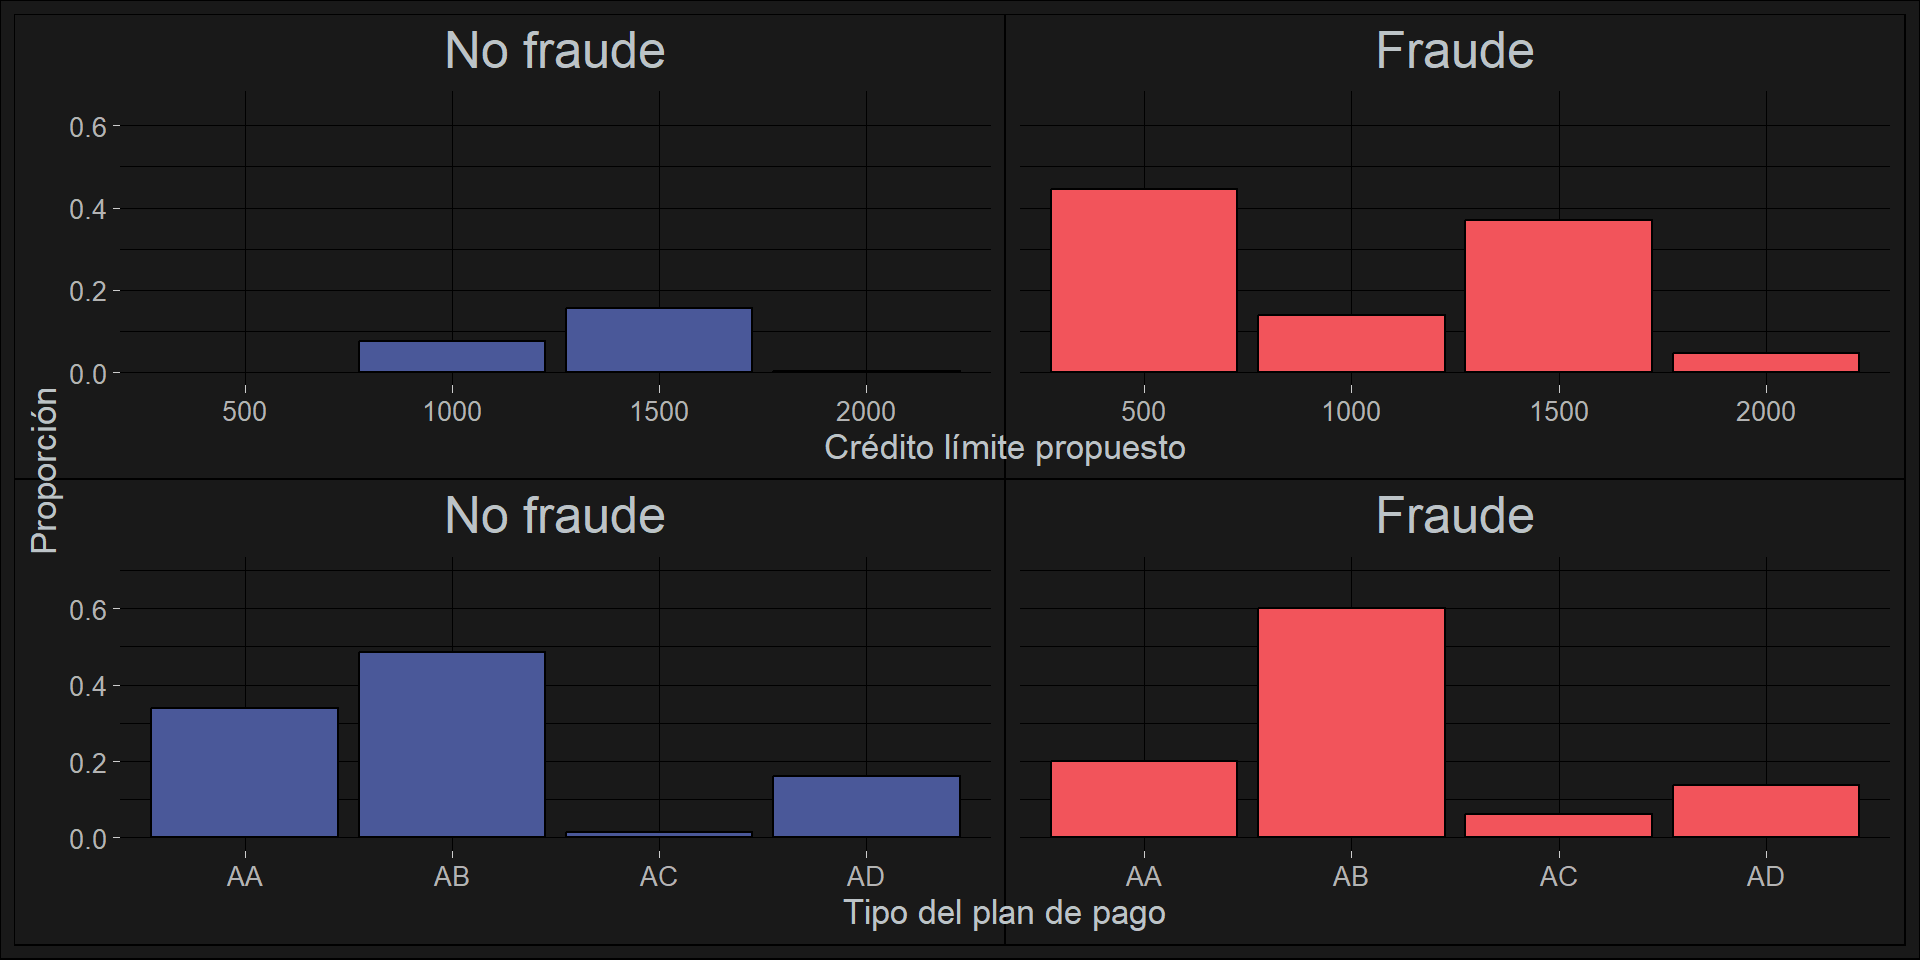 No fraude
Fraude
0.6
0.4
0.2
0.0
500 1000 1500 2000
500 1000 1500 2000
Crédito límite propuesto
Proporción
No fraude
Fraude
0.6
0.4
0.2
0.0
AA AB AC AD
AA AB AC AD
Tipo del plan de pago